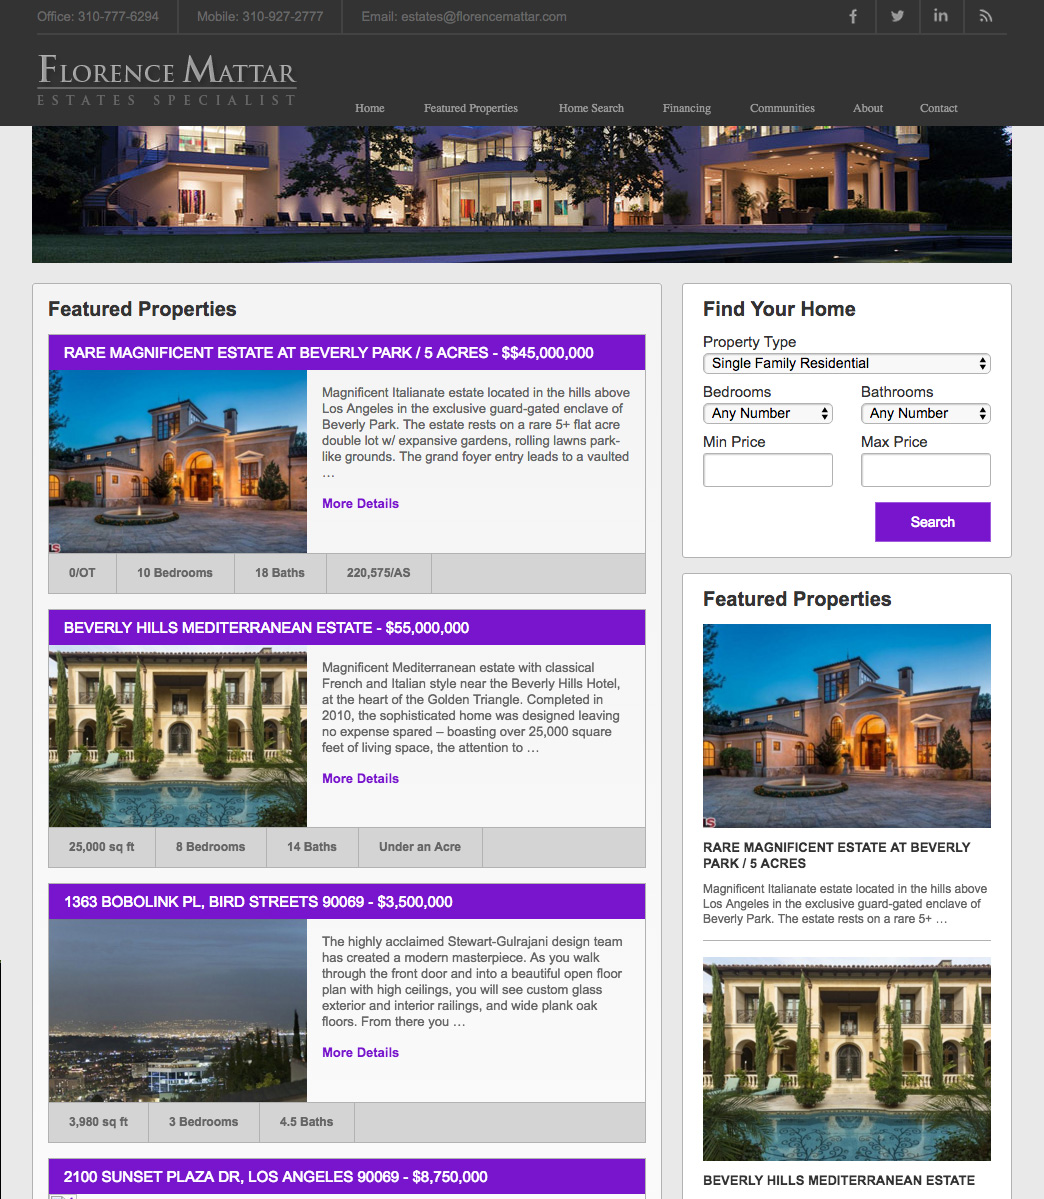 Office: 310-777-6294
Mobile: 310-927-2777
Email: estates@florencemattar.com
FLORENCE MATTAR
ESTATES SPECIALIST
Home
Featured Properties
Home Search
Financing
Communities
About
Contact
Featured Properties
RARE MAGNIFICENT ESTATE AT BEVERLY PARK / 5 ACRES - $$45,000,000
Magnificent Italianate estate located in the hills above
Los Angeles in the exclusive guard-gated enclave of
Beverly Park. The estate rests on a rare 5+ flat acre
double lot w/ expansive gardens, rolling lawns park-
like grounds. The grand foyer entry leads to a vaulted
…
More Details
0/OT
10 Bedrooms
18 Baths
220,575/AS
BEVERLY HILLS MEDITERRANEAN ESTATE - $55,000,000
Magnificent Mediterranean estate with classical
French and Italian style near the Beverly Hills Hotel,
at the heart of the Golden Triangle. Completed in
2010, the sophisticated home was designed leaving
no expense spared – boasting over 25,000 square
feet of living space, the attention to …
More Details
25,000 sq ft
8 Bedrooms
14 Baths
Under an Acre
1363 BOBOLINK PL, BIRD STREETS 90069 - $3,500,000
The highly acclaimed Stewart-Gulrajani design team
has created a modern masterpiece. As you walk
through the front door and into a beautiful open floor
plan with high ceilings, you will see custom glass
exterior and interior railings, and wide plank oak
floors. From there you …
More Details
3,980 sq ft
3 Bedrooms
4.5 Baths
2100 SUNSET PLAZA DR, LOS ANGELES 90069 - $8,750,000
Find Your Home
Property Type
Single Family Residential
Bedrooms
Bathrooms
Any Number
Any Number
Min Price
Max Price
Search
Featured Properties
RARE MAGNIFICENT ESTATE AT BEVERLY
PARK / 5 ACRES
Magnificent Italianate estate located in the hills above
Los Angeles in the exclusive guard-gated enclave of
Beverly Park. The estate rests on a rare 5+ …
BEVERLY HILLS MEDITERRANEAN ESTATE